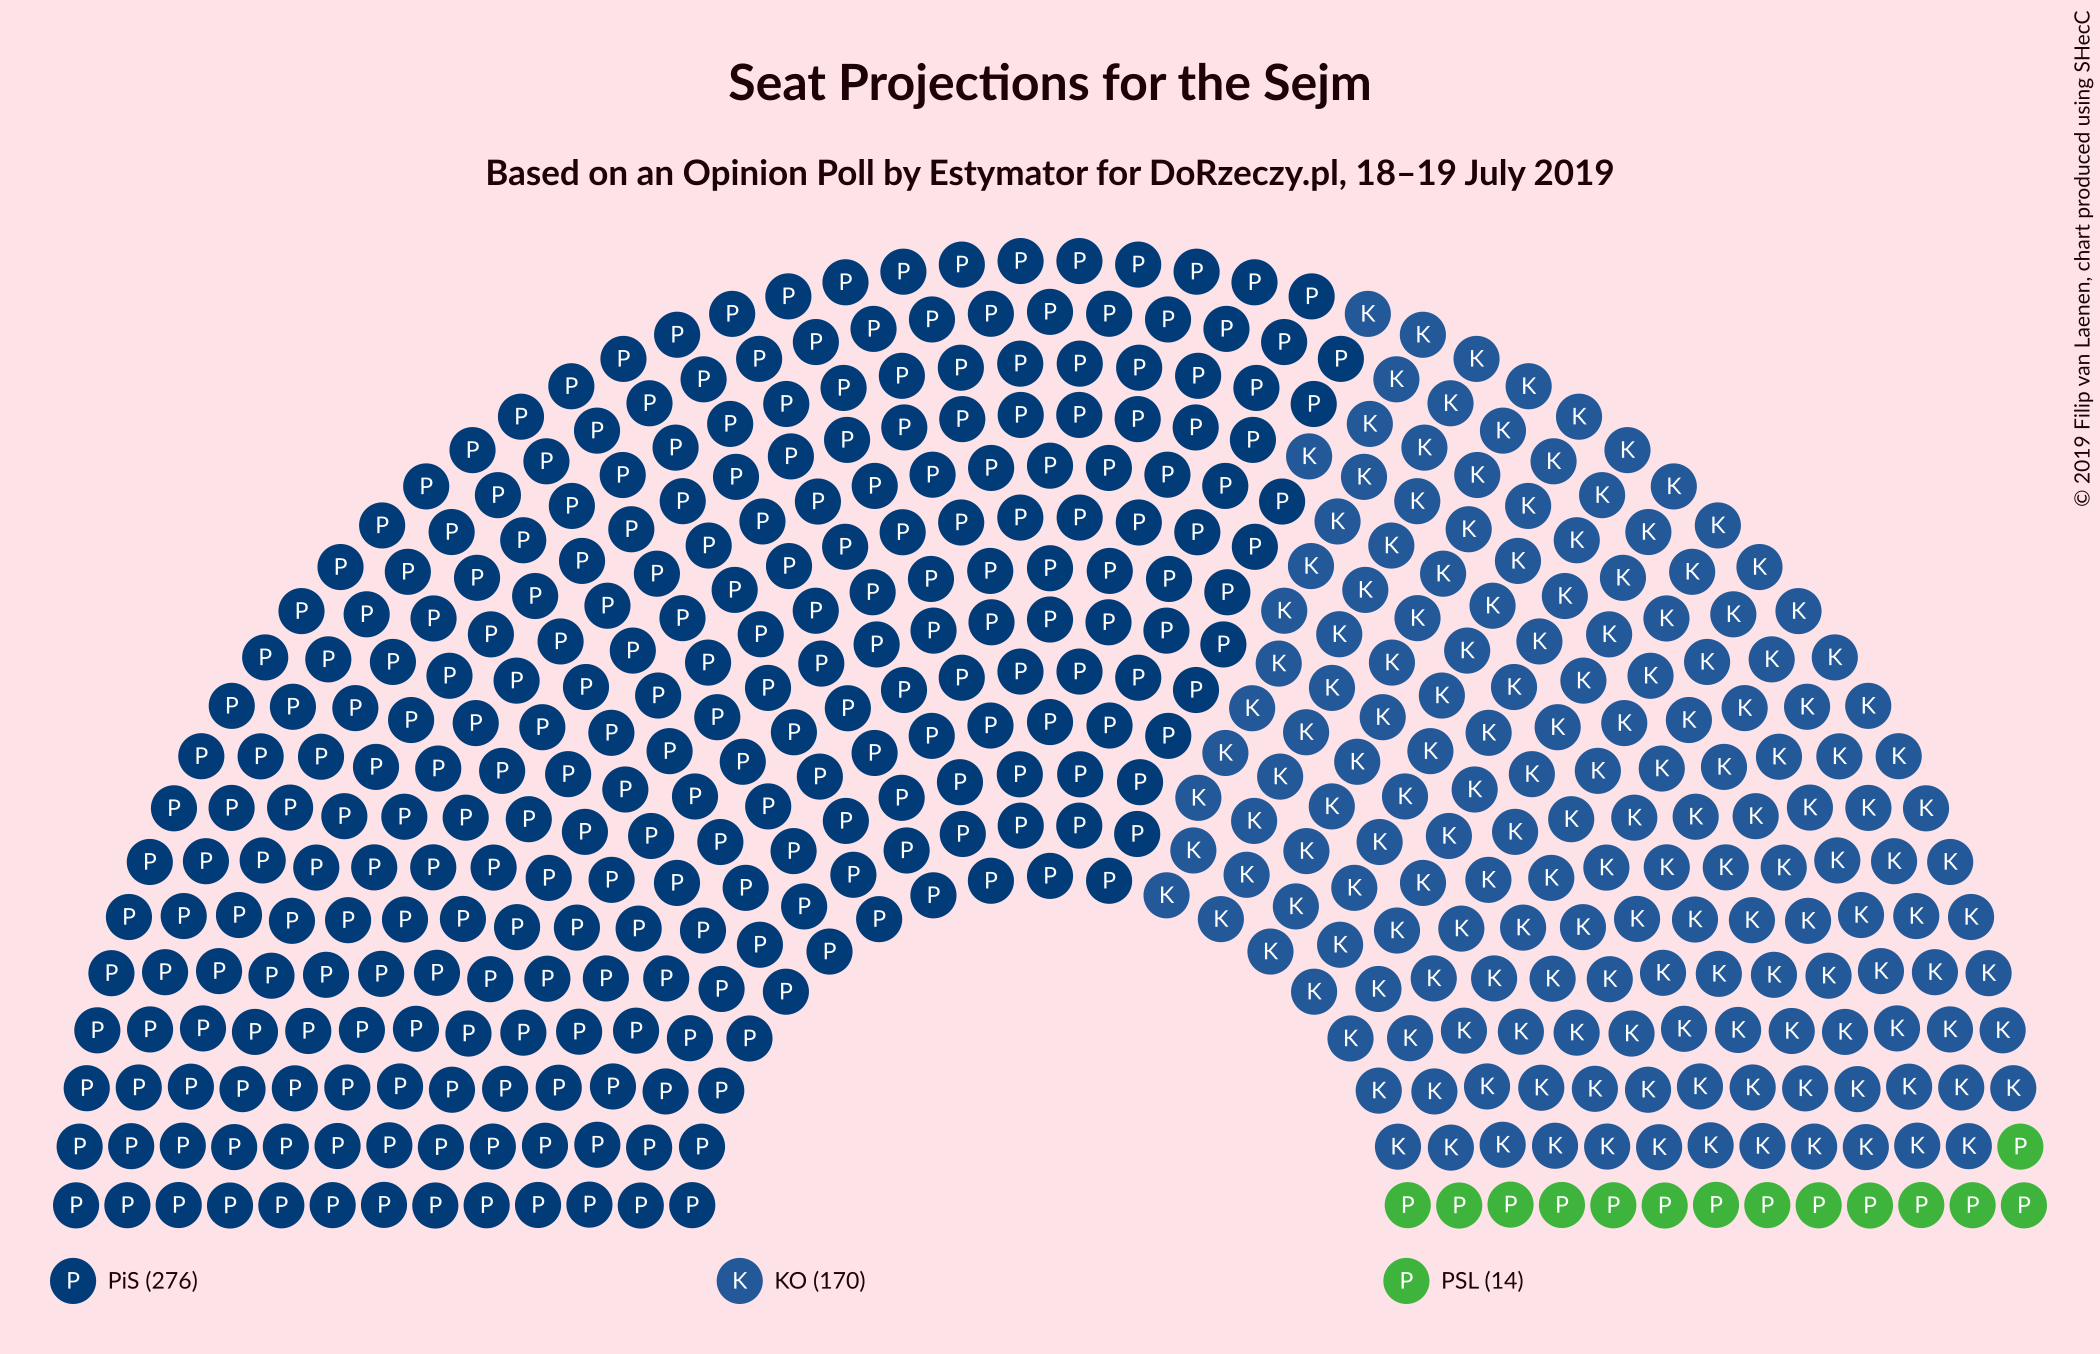 Seat Projections for the Sejm
Based on an Opinion Poll by Estymator for DoRzeczy.pl, 18–19 July 2019
© 2019 Filip van Laenen, chart produced using SHecC
P PiS (276)
K KO (170)
P PSL (14)